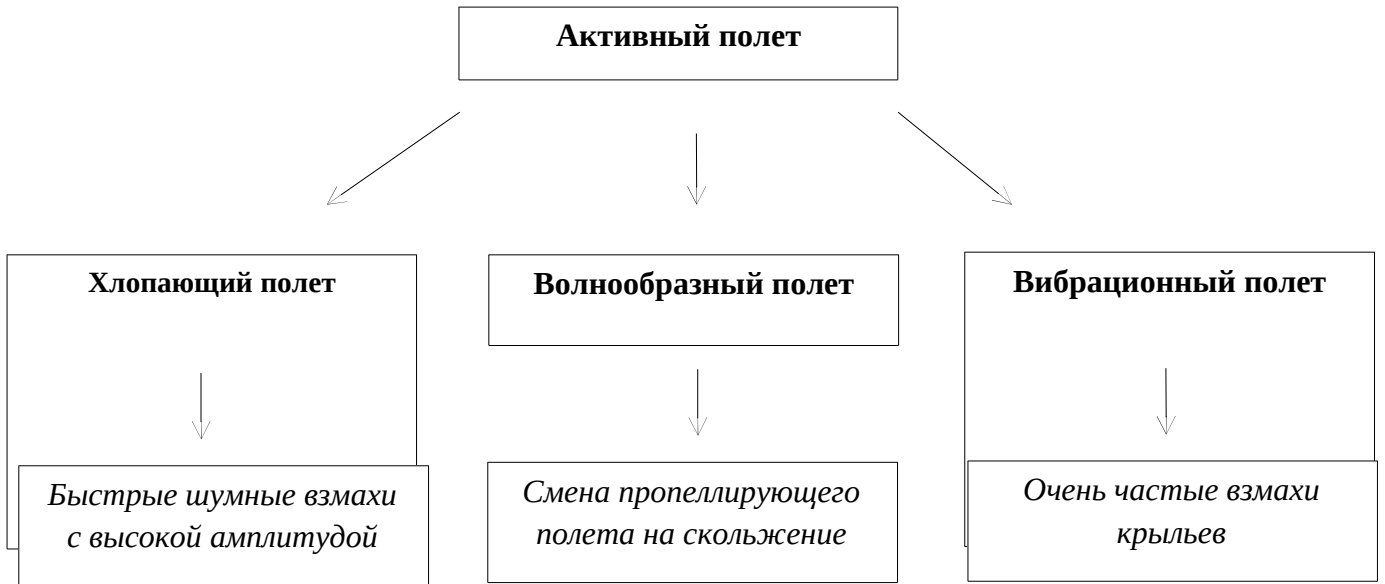 Активный полет
Хлопающий полет
Волнообразный полет
Вибрационный полет
Быстрые шумные взмахи
с высокой амплитудой
Смена пропеллирующего
полета на скольжение
Очень частые взмахи
крыльев